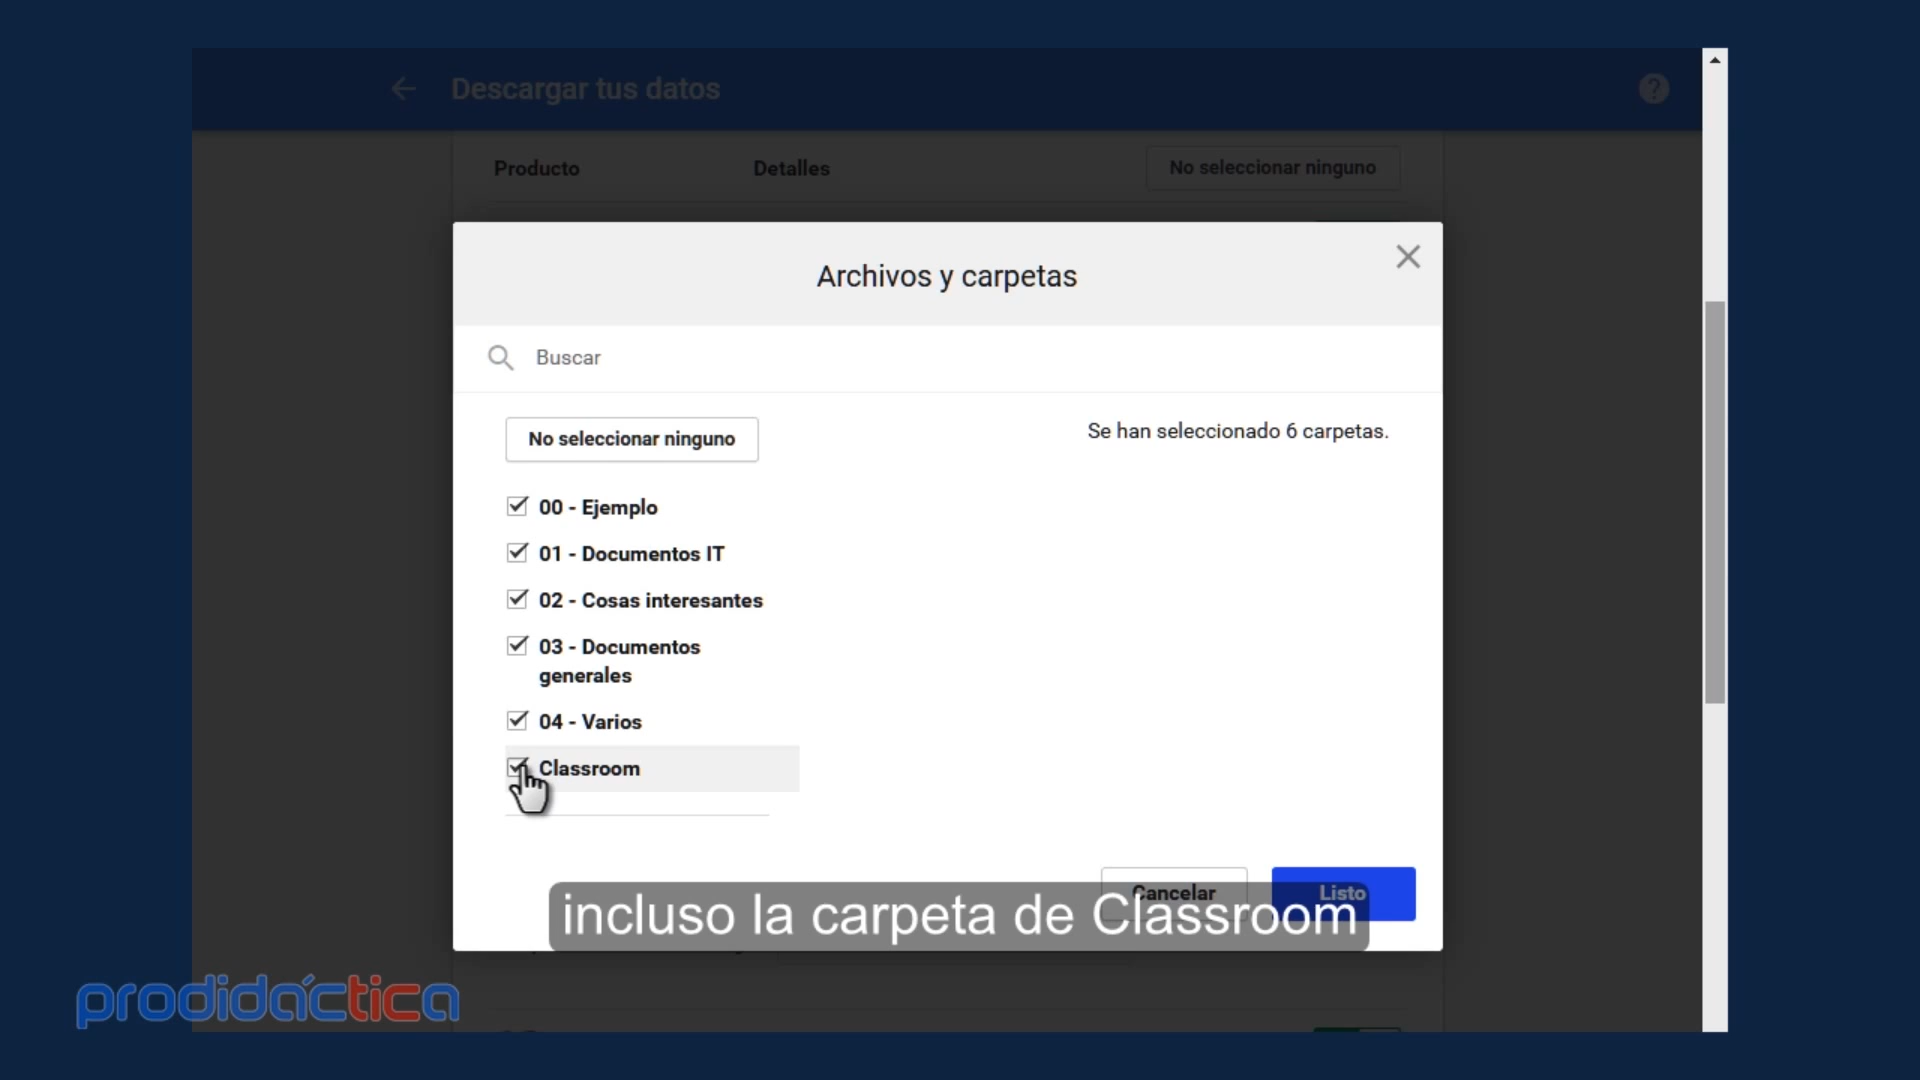 Descargar tus datos
Producto
Detalles
No seleccionar ninguno
Archivos y carpetas
Buscar
No seleccionar ninguno
Se han seleccionado 6 carpetas.
00 - Ejemplo
01 - Documentos IT
02 - Cosas interesantes
03 - Documentos
generales
04 - Varios
Classroom
Cancelar
Listo
incluso la carpeta de Classroom
prodidáctica